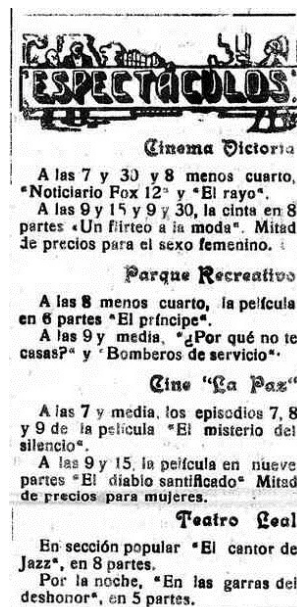 ESPECTÁCULOS
Cinema Victoria
A las 7 y 30 y 8 menos cuarto,
"Noticiario Fox 12ª y "El rayo".
A las 9 y 15 y 9 y 30, la cinta en 8
partes «Un flirteo a la moda". Mitad
de precios para el sexo femenino.
Parque Recreativo
A las 8 menos cuarto, la película
en 6 partes "El príncipe".
A las 9 y media, "¿Por qué no te
casas?" y "Bomberos de servicio".
Cine "La Paz"
A las 7 y media, los episodios 7, 8
y 9 de la película "El misterio del
silencio".
A las 9 y 15, la película en nueve
partes "El diablo santificado" Mitad
de precios para mujeres.
Teatro Leal
En sección popular "El cantor de
Jazz", en 8 partes.
Por la noche, "En las garras del
deshonor", en 5 partes.